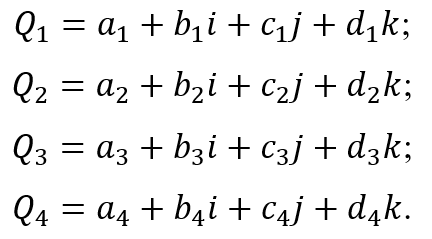 Q₁ = a₁ + b₁i + c₁j + d₁k;
Q₂ = a₂ + b₂i + c₂j + d₂k;
Q₃ = a₃ + b₃i + c₃j + d₃k;
Q₄ = a₄ + b₄i + c₄j + d₄k.